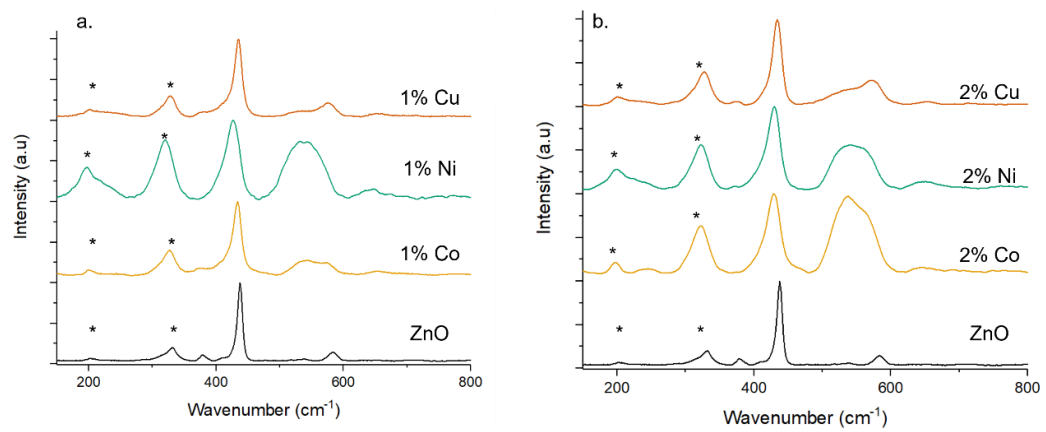 a.
*
*
1% Cu
*
*
1% Ni
*
*
1% Co
*
*
ZnO
200
400
600
800
Wavenumber (cm⁻¹)
Intensity (a.u)
b.
*
*
2% Cu
*
*
2% Ni
*
*
2% Co
*
*
ZnO
200
400
600
800
Wavenumber (cm⁻¹)
Intensity (a.u)